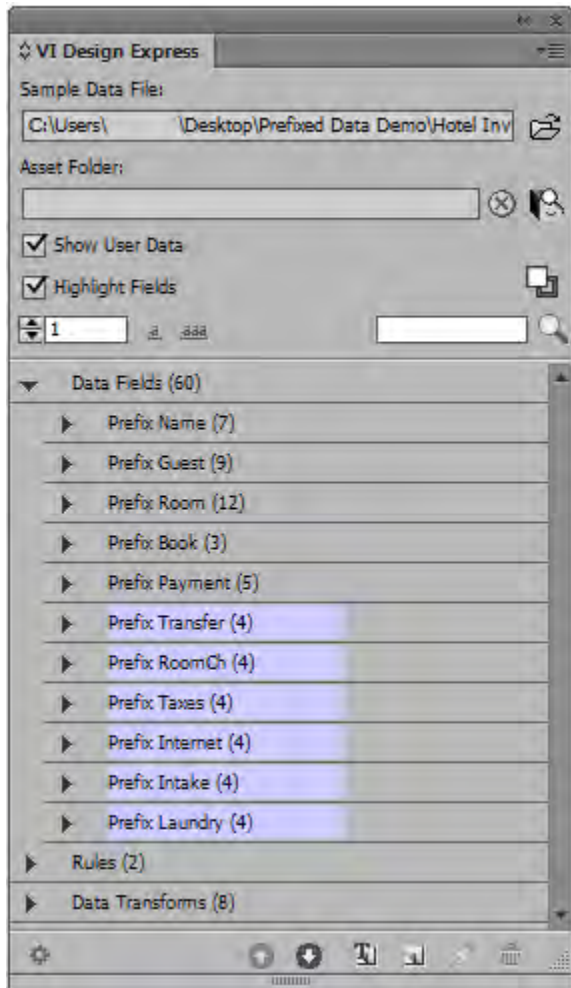 VI Design Express
Sample Data File:
C:\Users\ \Desktop\Prefixed Data Demo\Hotel Inv
Asset Folder:
Show User Data
Highlight Fields
1 a aaa
Data Fields (60)
Prefix Name (7)
Prefix Guest (9)
Prefix Room (12)
Prefix Book (3)
Prefix Payment (5)
Prefix Transfer (4)
Prefix RoomCh (4)
Prefix Taxes (4)
Prefix Internet (4)
Prefix Intake (4)
Prefix Laundry (4)
Rules (2)
Data Transforms (8)